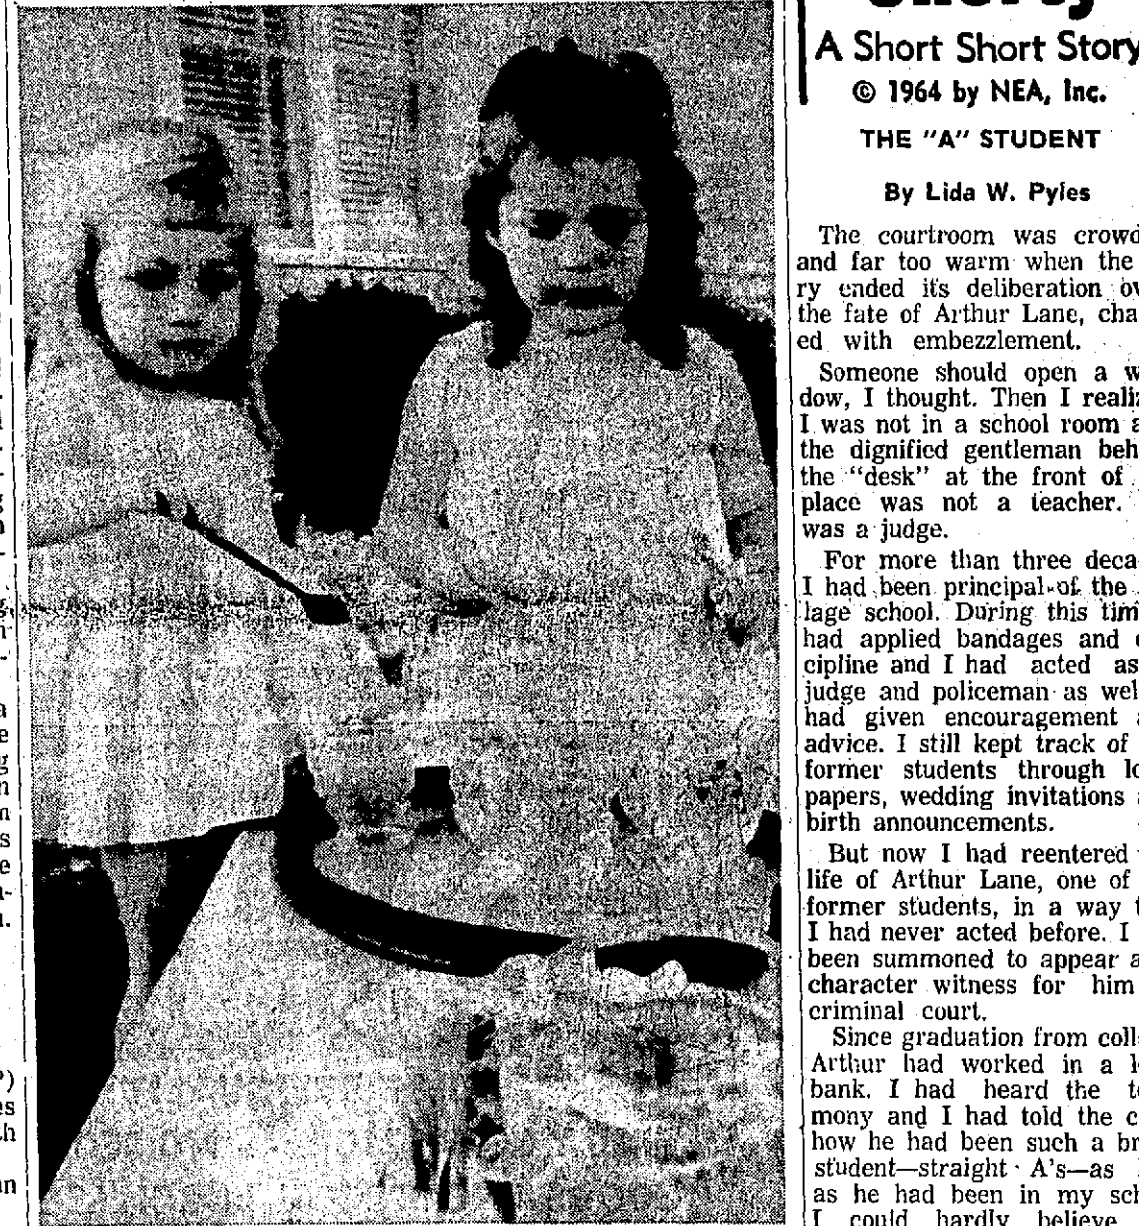 A Short Short Story
© 1964 by NEA, Inc.
THE "A" STUDENT
By Lida W. Pyles
The courtroom was crowd
and far too warm when the
ry ended its deliberation ov
the fate of Arthur Lane, cha
ed with embezzlement.
Someone should open a w
dow, I thought. Then I realiz
I was not in a school room a
the dignified gentleman beh
the "desk" at the front of
place was not a teacher.
was a judge.
For more than three deca
I had been principal of the
lage school. During this tim
had applied bandages and
cipline and I had acted as
judge and policeman as wel
had given encouragement
advice. I still kept track of
former students through lo
papers, wedding invitations
birth announcements.
But now I had reentered
life of Arthur Lane, one of
former students, in a way t
I had never acted before. I
been summoned to appear a
character witness for him
criminal court.
Since graduation from coll
Arthur had worked in a l
bank. I had heard the te
mony and I had told the c
how he had been such a br
student—straight A's—as
as he had been in my sch
I could hardly believe